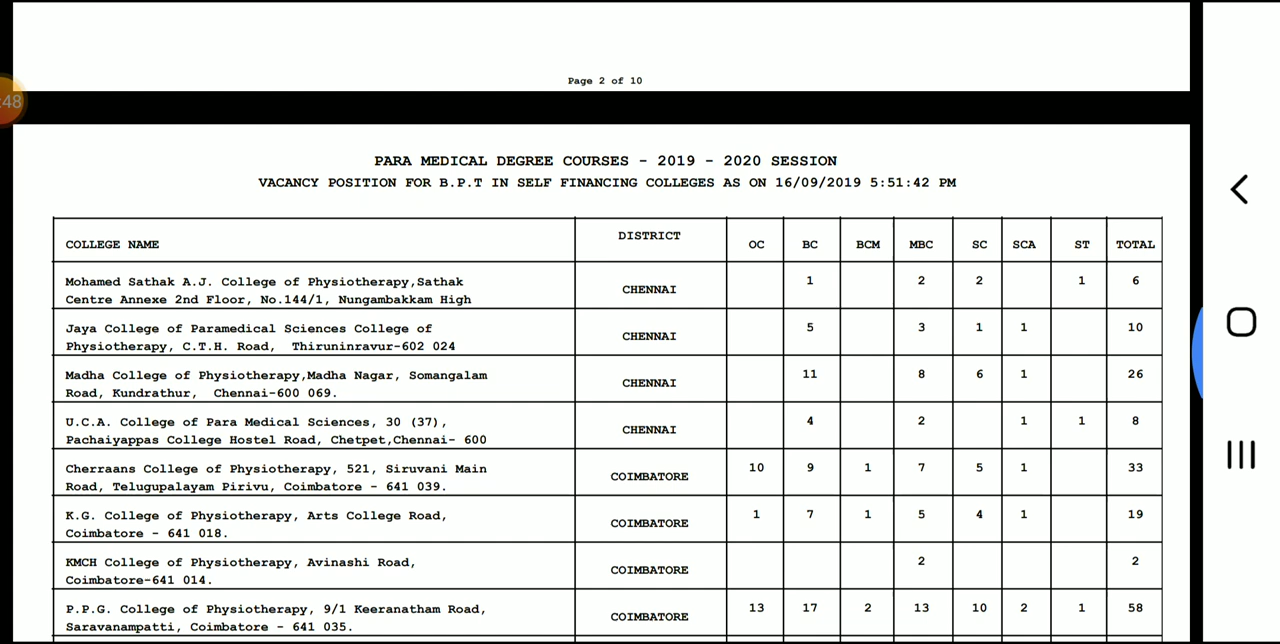 Page 2 of 10
:48
PARA MEDICAL DEGREE COURSES - 2019 - 2020 SESSION
VACANCY POSITION FOR B.P.T IN SELF FINANCING COLLEGES AS ON 16/09/2019 5:51:42 PM
COLLEGE NAME DISTRICT OC BC BCM MBC SC SCA ST TOTAL
Mohamed Sathak A.J. College of Physiotherapy,Sathak
Centre Annexe 2nd Floor, No.144/1, Nungambakkam High
CHENNAI 1 2 2 1 6
Jaya College of Paramedical Sciences College of
Physiotherapy, C.T.H. Road, Thiruninravur-602 024
CHENNAI 5 3 1 1 10
Madha College of Physiotherapy,Madha Nagar, Somangalam
Road, Kundrathur, Chennai-600 069.
CHENNAI 11 8 6 1 26
U.C.A. College of Para Medical Sciences, 30 (37),
Pachaiyappas College Hostel Road, Chetpet,Chennai- 600
CHENNAI 4 2 1 1 8
Cherraans College of Physiotherapy, 521, Siruvani Main
Road, Telugupalayam Pirivu, Coimbatore - 641 039.
COIMBATORE 10 9 1 7 5 1 33
K.G. College of Physiotherapy, Arts College Road,
Coimbatore - 641 018.
COIMBATORE 1 7 1 5 4 1 19
KMCH College of Physiotherapy, Avinashi Road,
Coimbatore-641 014.
COIMBATORE 2 2
P.P.G. College of Physiotherapy, 9/1 Keeranatham Road,
Saravanampatti, Coimbatore - 641 035.
COIMBATORE 13 17 2 13 10 2 1 58